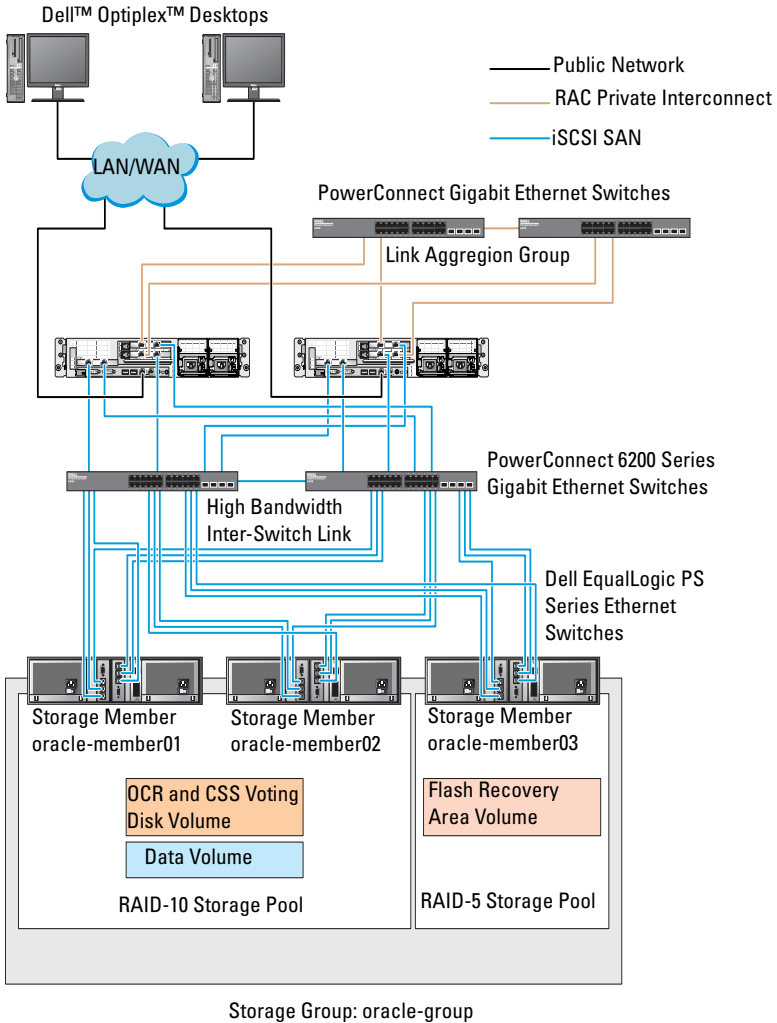 Dell™ Optiplex™ Desktops
Public Network
RAC Private Interconnect
iSCSI SAN
LAN/WAN
PowerConnect Gigabit Ethernet Switches
Link Aggregion Group
PowerConnect 6200 Series
Gigabit Ethernet Switches
High Bandwidth
Inter-Switch Link
Dell EqualLogic PS
Series Ethernet
Switches
Storage Member
oracle-member01
Storage Member
oracle-member02
Storage Member
oracle-member03
OCR and CSS Voting
Disk Volume
Data Volume
Flash Recovery
Area Volume
RAID-10 Storage Pool
RAID-5 Storage Pool
Storage Group: oracle-group